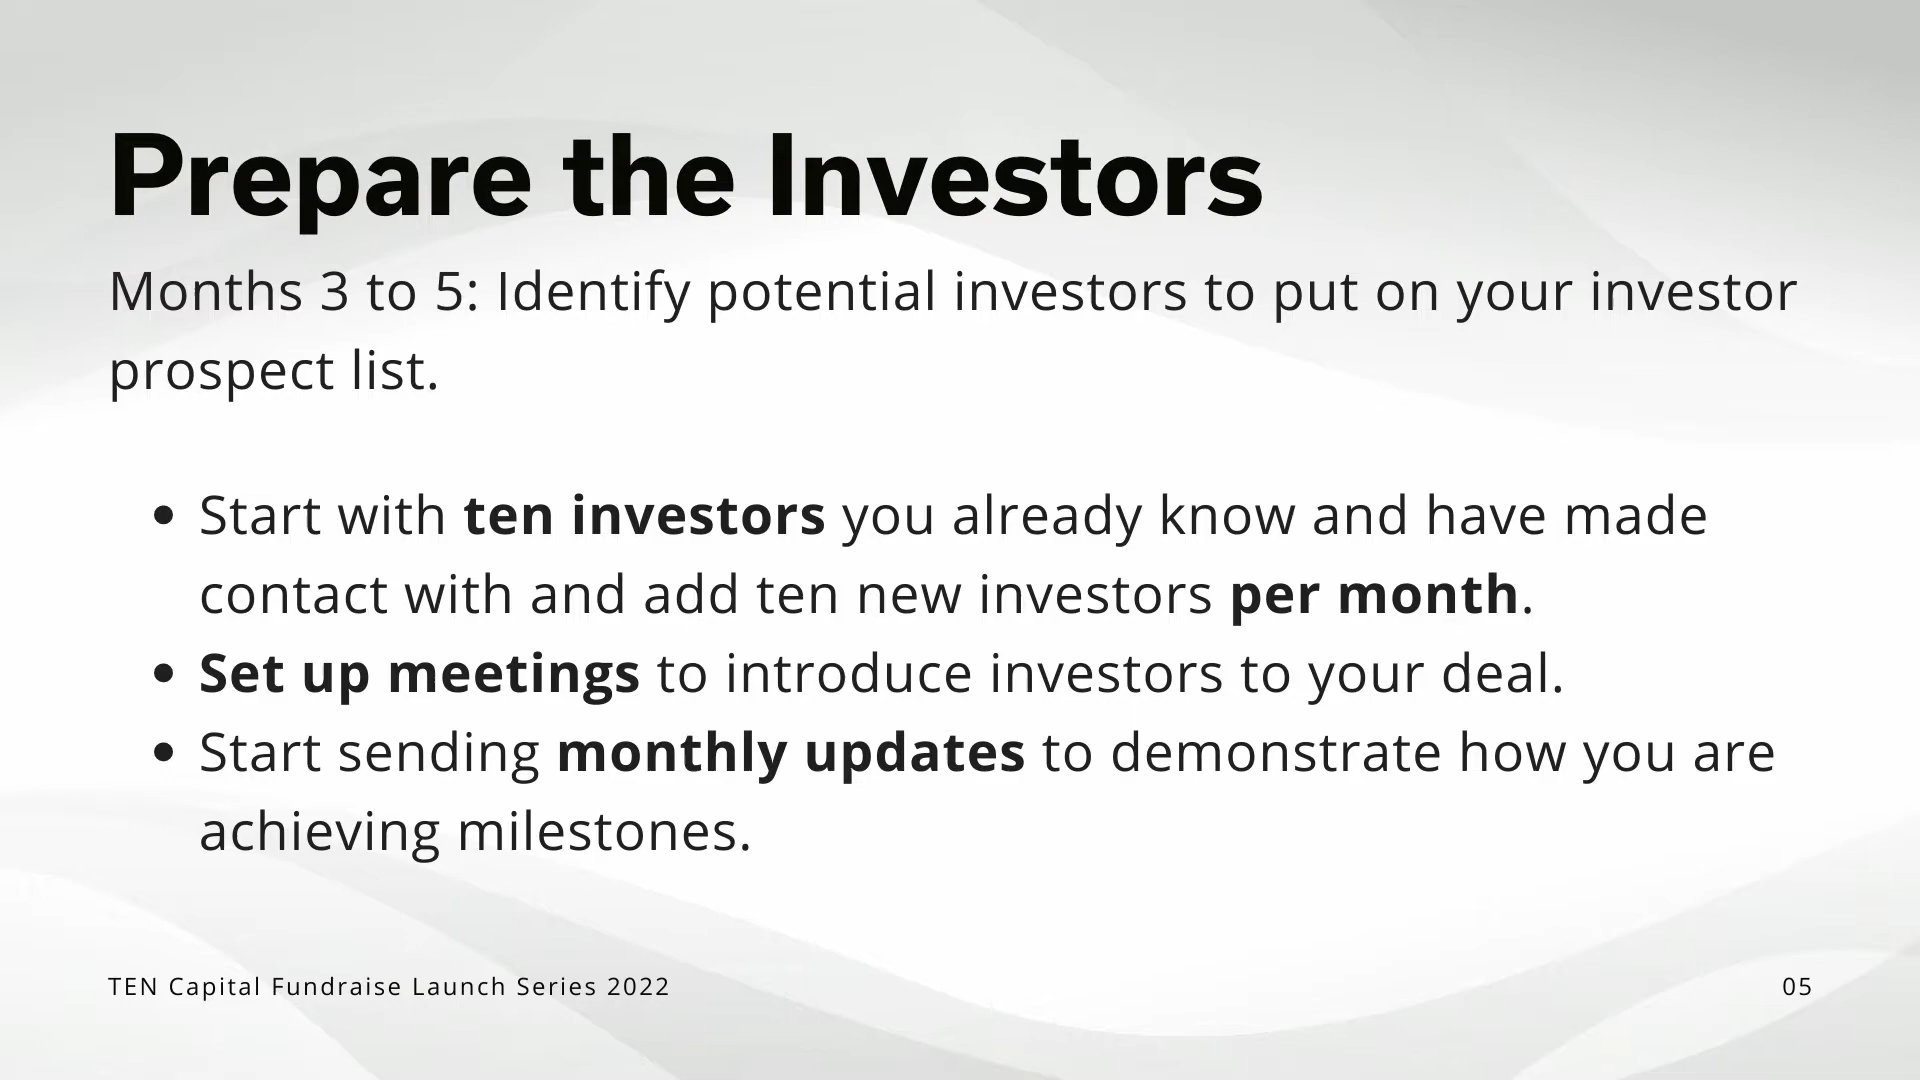 Prepare the Investors
Months 3 to 5: Identify potential investors to put on your investor
prospect list.
• Start with ten investors you already know and have made
contact with and add ten new investors per month.
• Set up meetings to introduce investors to your deal.
• Start sending monthly updates to demonstrate how you are
achieving milestones.
TEN Capital Fundraise Launch Series 2022
05